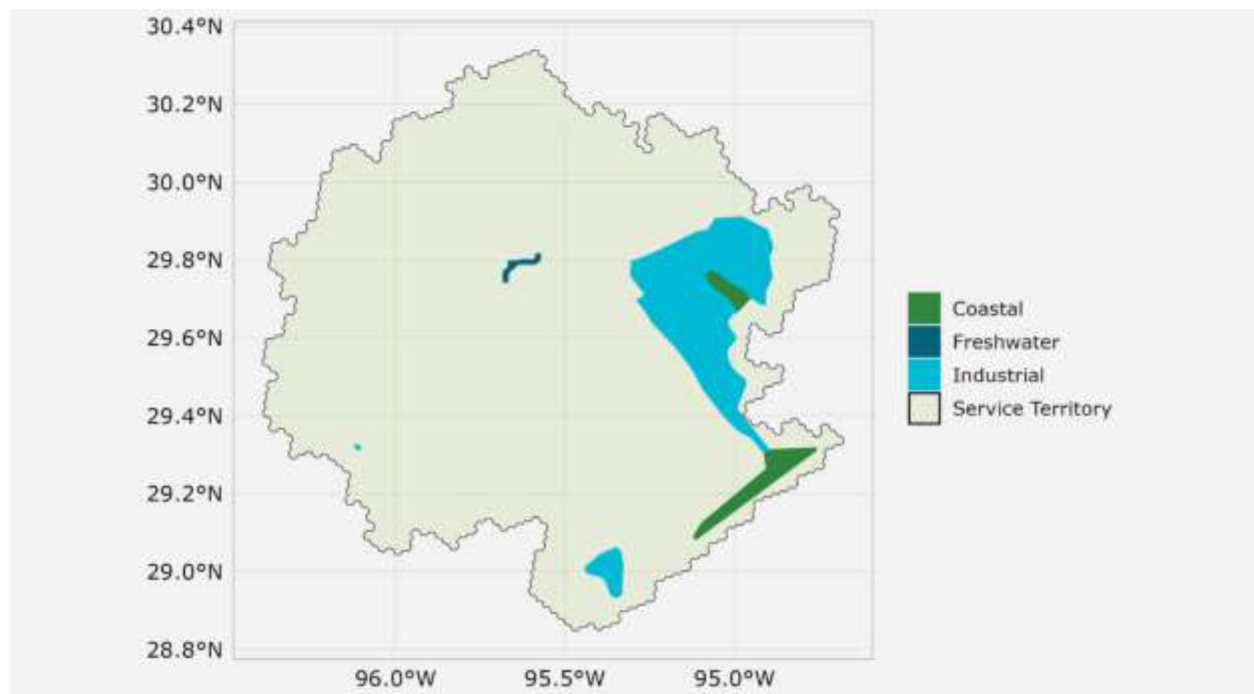 30.4°N
30.2°N
30.0°N
29.8°N
29.6°N
29.4°N
29.2°N
29.0°N
28.8°N
96.0°W 95.5°W 95.0°W
Coastal
Freshwater
Industrial
Service Territory